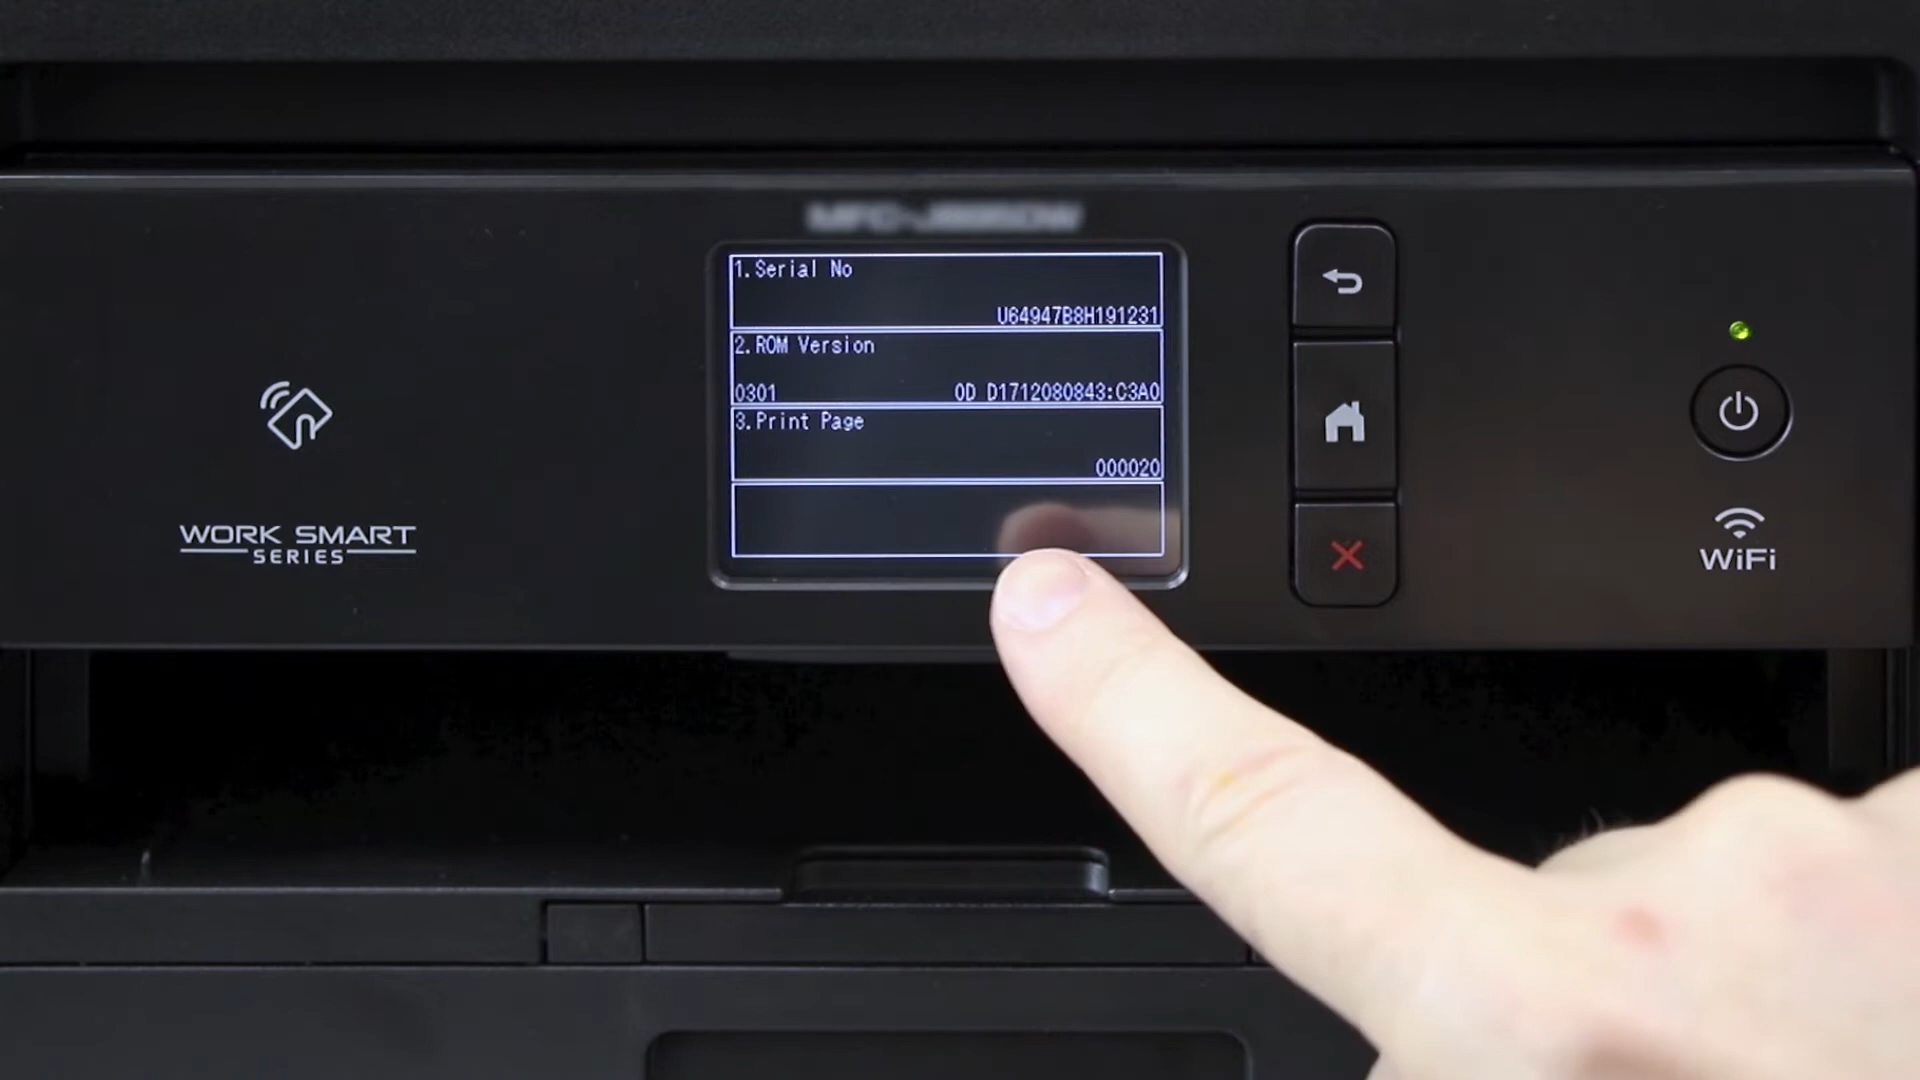 1.Serial No
U64947B8H191231
2.ROM Version
0301 0D D1712080843:C3A0
3.Print Page
000020
WORK SMART
SERIES
WiFi